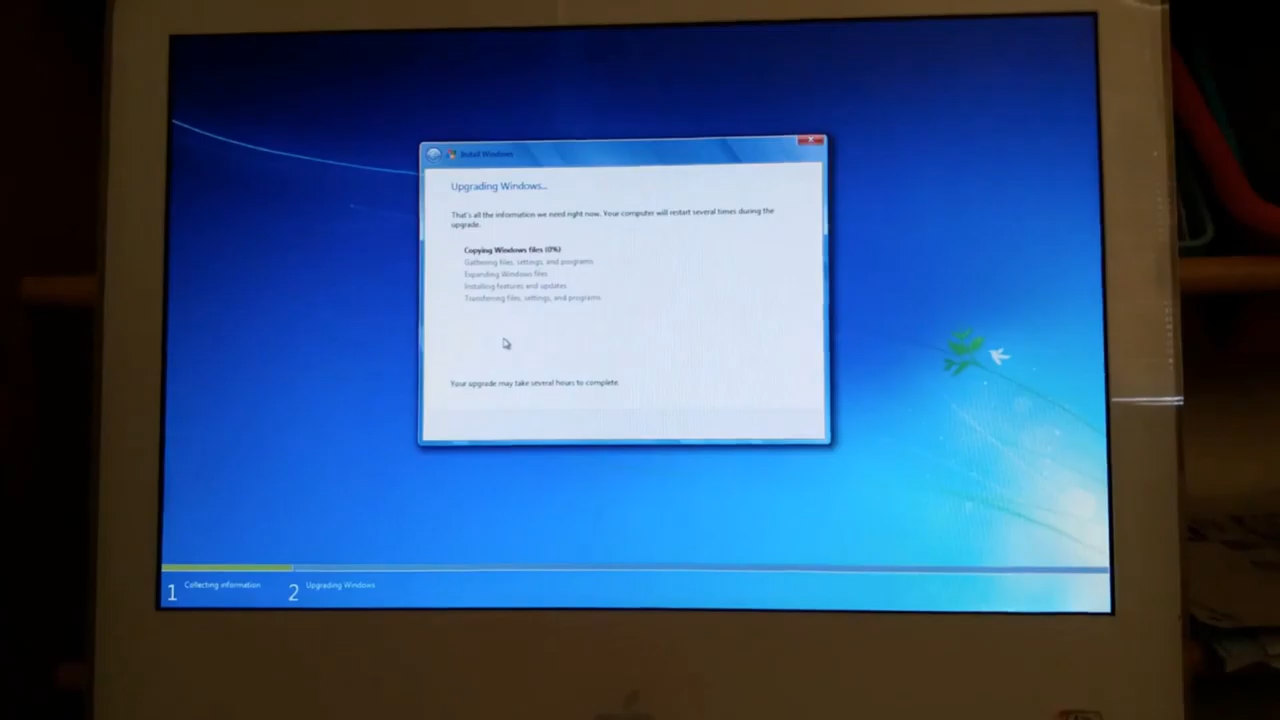 Install Windows
Upgrading Windows...
That's all the information we need right now. Your computer will restart several times during the
upgrade.
Copying Windows files (0%)
Gathering files, settings, and programs
Expanding Windows files
Installing features and updates
Transferring files, settings, and programs
Your upgrade may take several hours to complete.
1 Collecting information 2 Upgrading Windows